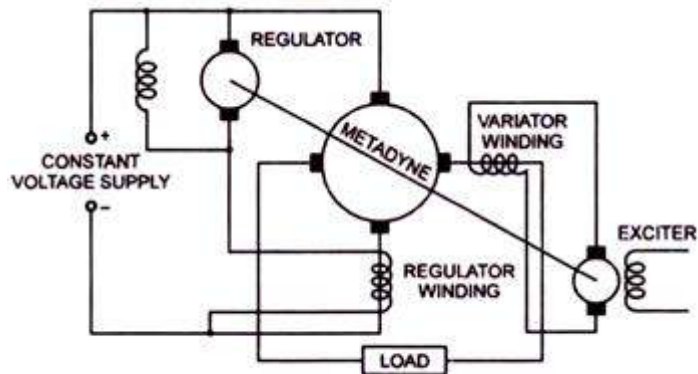 REGULATOR
+
CONSTANT
VOLTAGE SUPPLY
–
METADYNE
VARIATOR
WINDING
EXCITER
REGULATOR
WINDING
LOAD